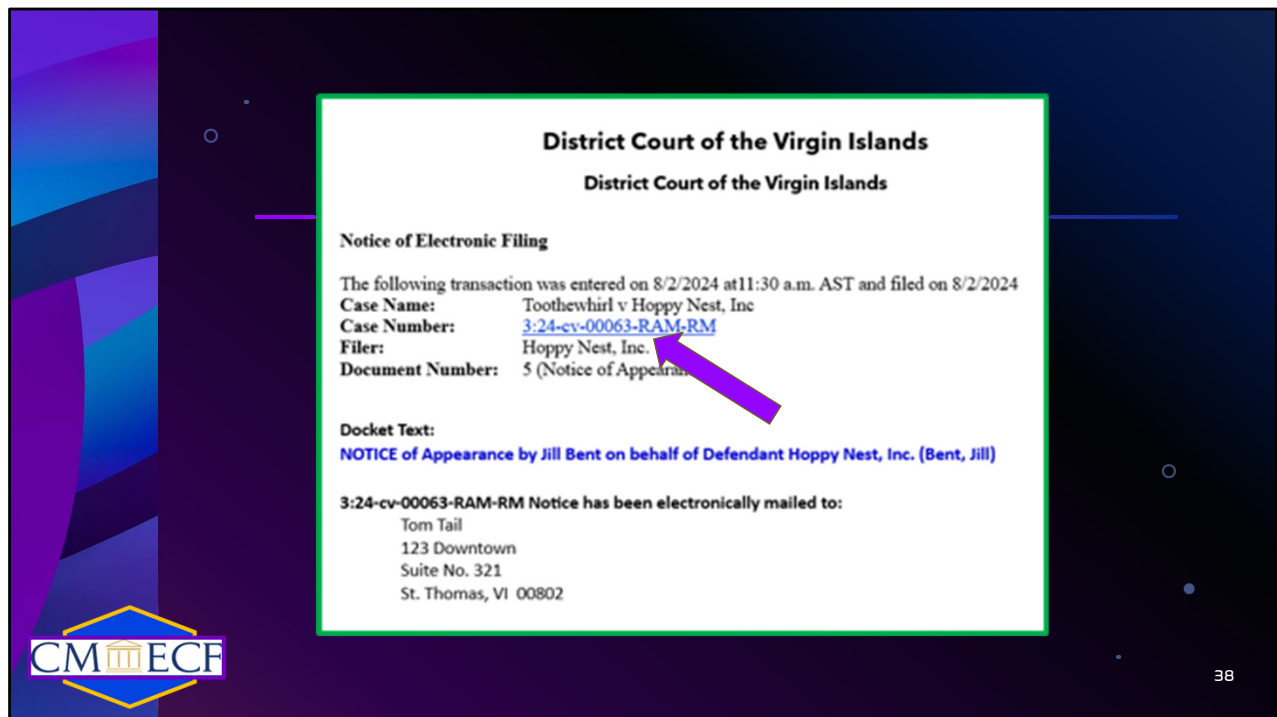 District Court of the Virgin Islands
District Court of the Virgin Islands
Notice of Electronic Filing
The following transaction was entered on 8/2/2024 at11:30 a.m. AST and filed on 8/2/2024
Case Name: Toothewhirl v Hoppy Nest, Inc
Case Number: 3:24-cv-00063-RAM-RM
Filer: Hoppy Nest, Inc.
Document Number: 5 (Notice of
Docket Text:
NOTICE of Appearance by Jill Bent on behalf of Defendant Hoppy Nest, Inc. (Bent, Jill)
3:24-cv-00063-RAM-RM Notice has been electronically mailed to:
Tom Tail
123 Downtown
Suite No. 321
St. Thomas, VI 00802
CM ECF
38